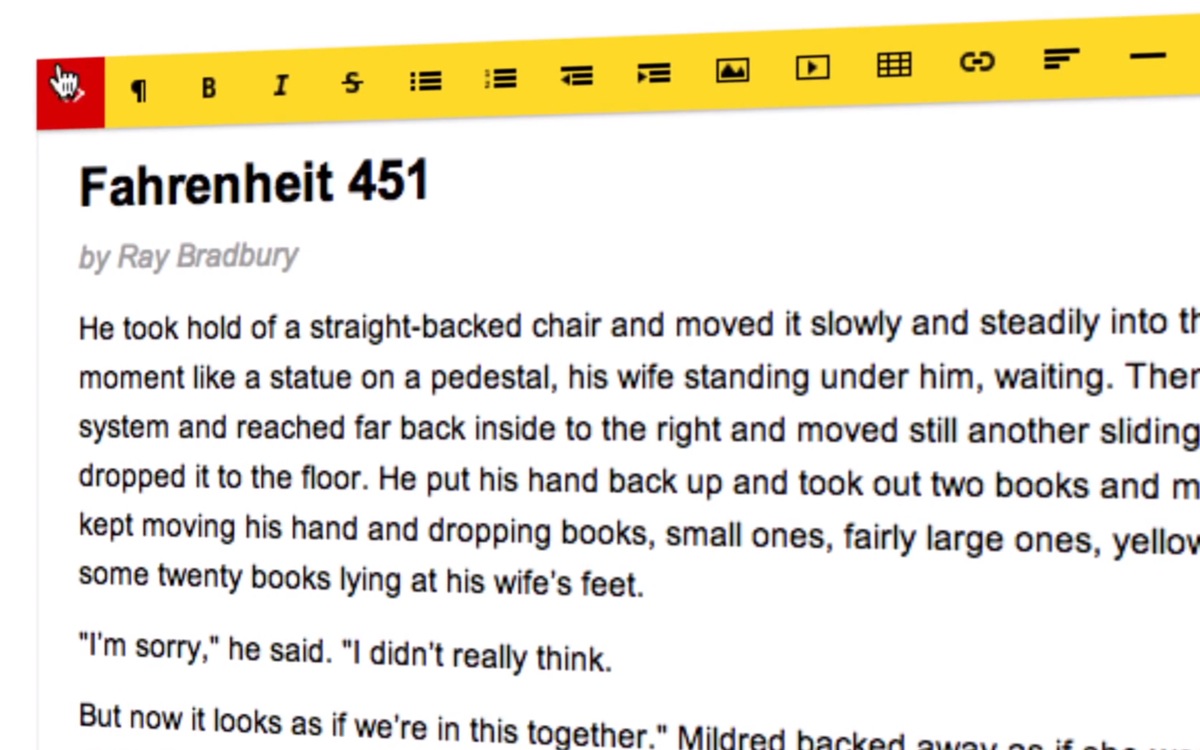 Fahrenheit 451
by Ray Bradbury
He took hold of a straight-backed chair and moved it slowly and steadily into
moment like a statue on a pedestal, his wife standing under him, waiting.
system and reached far back inside to the right and moved still another sliding
dropped it to the floor. He put his hand back up and took out two books and
kept moving his hand and dropping books, small ones, fairly large ones,
some twenty books lying at his wife's feet.
"I'm sorry," he said. "I didn't really think.
But now it looks as if we're in this together." Mildred backed away as if